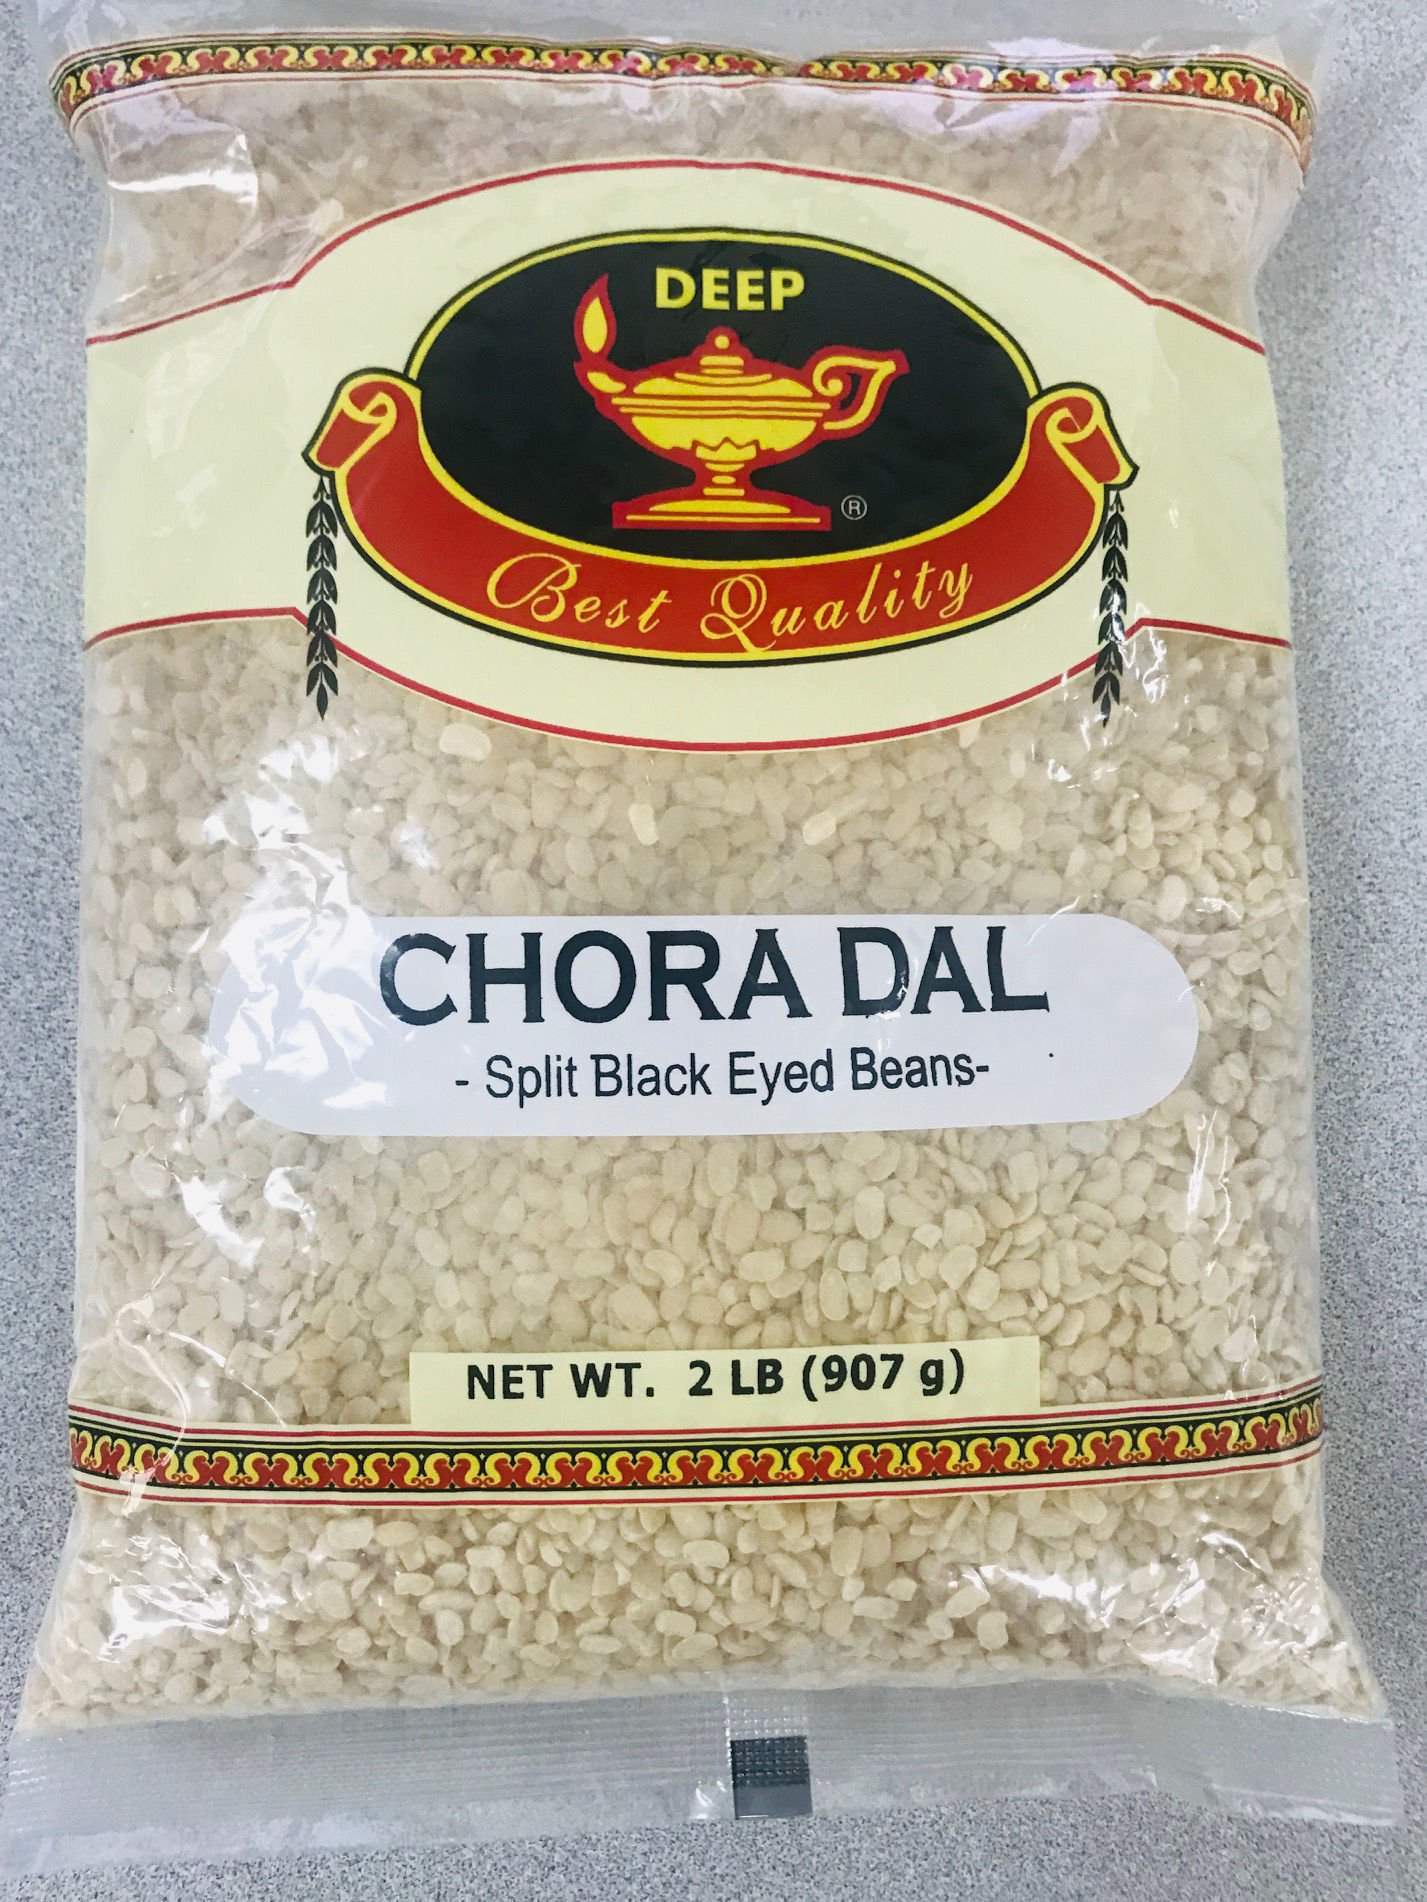 DEEP
®
Best Quality
CHORA DAL
- Split Black Eyed Beans-
NET WT. 2 LB (907 g)